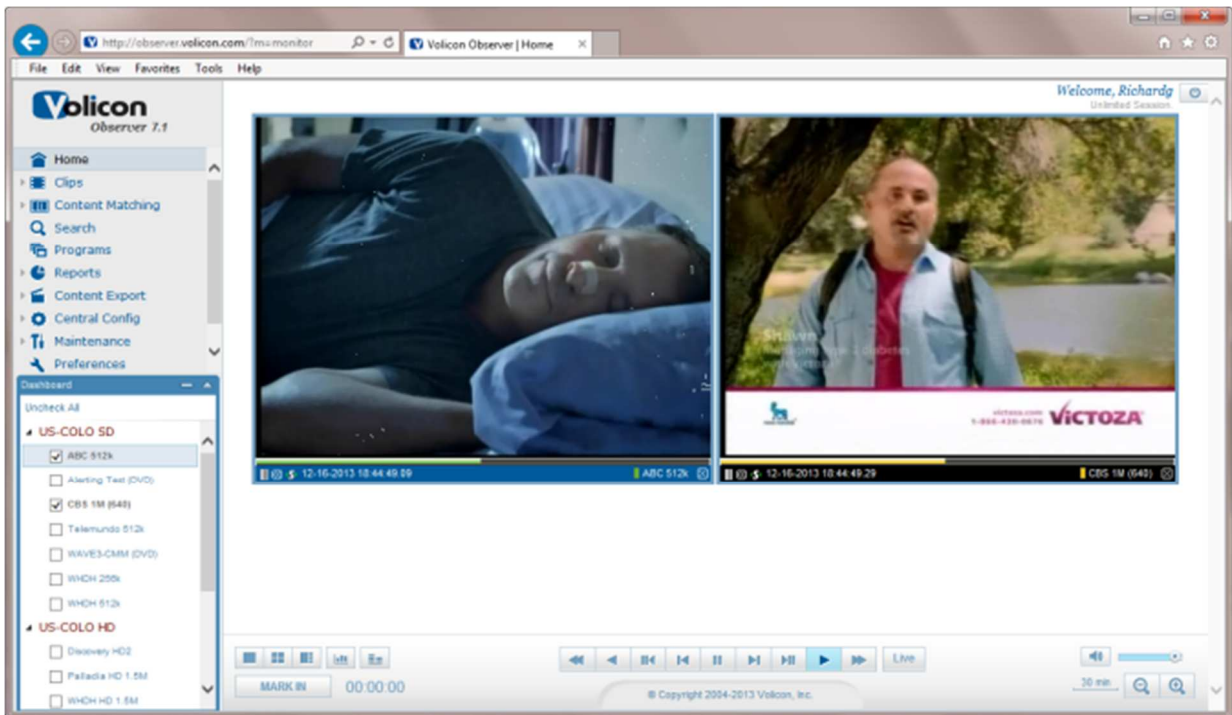 http://observer.volicon.com/?m=monitor
Volicon Observer | Home
File Edit View Favorites Tools Help
Volicon
Observer 7.1
Welcome, Richardg
Unlimited Session.
Home
Clips
Content Matching
Search
Programs
Reports
Content Export
Central Config
Maintenance
Preferences
Dashboard
Uncheck All
US-COLO SD
ABC 512k
Alerting Test (DVD)
CBS 1M (640)
Telemundo 512k
WAVE3-CMM (DVD)
WHDH 256k
WHDH 512k
US-COLO HD
Discovery HD2
Palladia HD 1.5M
WHDH HD 1.5M
12-16-2013 18:44:49.09
ABC 512k
Shawn
Managing type 2 diabetes
victoza.com
VICTOZA
12-16-2013 18:44:49.29
CBS 1M (640)
Live
MARK IN
00:00:00
30 min.
© Copyright 2004-2013 Volicon, Inc.